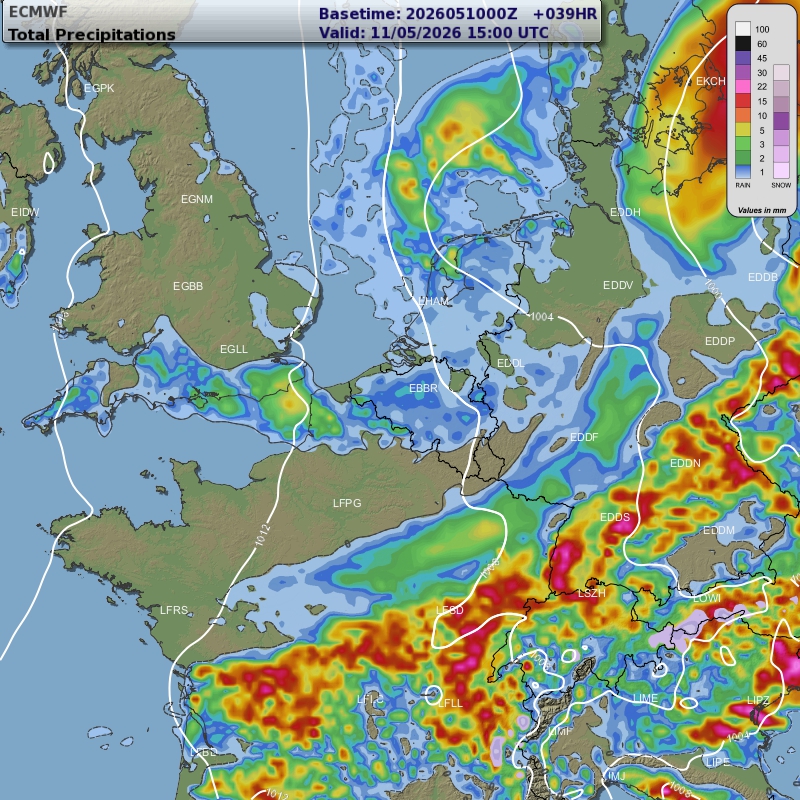 ECMWF
Total Precipitations
Basetime: 2026051000Z +039HR
Valid: 11/05/2026 15:00 UTC
100
60
45
30
22
15
10
5
3
2
1
RAIN
SNOW
Values in mm
EGPK
EKCH
EIDW
EGNM
EDDH
EGBB
EDDV
EDDB
EHAM
1004
EGLL
EDDP
EDDL
EBBR
EDDF
EDDN
LFPG
EDDS
EDDM
1012
LFRS
LFSD
LSZH
LOWI
LFLC
LFLL
LIME
LIPZ
LIMF
1004
LFBD
LIPE
LIMJ
1008
1012